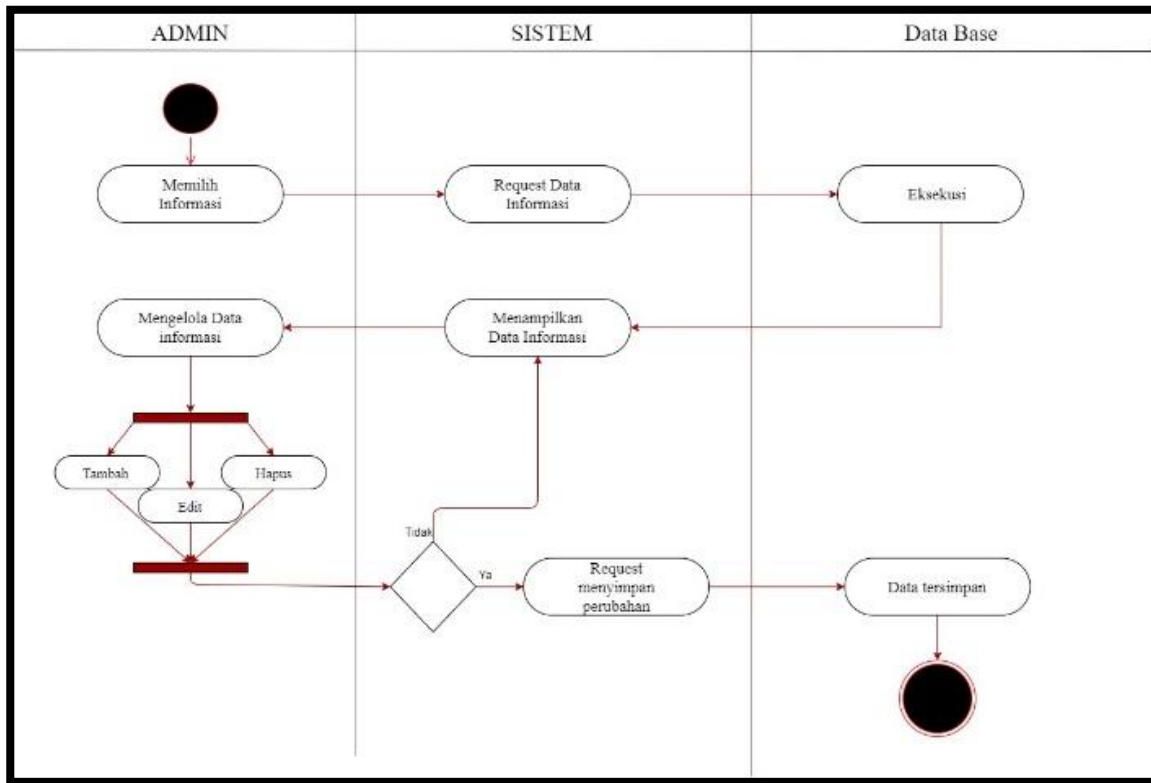 ADMIN
SISTEM
Data Base
Memilih
Informasi
Request Data
Informasi
Eksekusi
Mengelola Data
informasi
Menampilkan
Data Informasi
Tambah
Hapus
Edit
Tidak
Ya
Request
menyimpan
perubahan
Data tersimpan